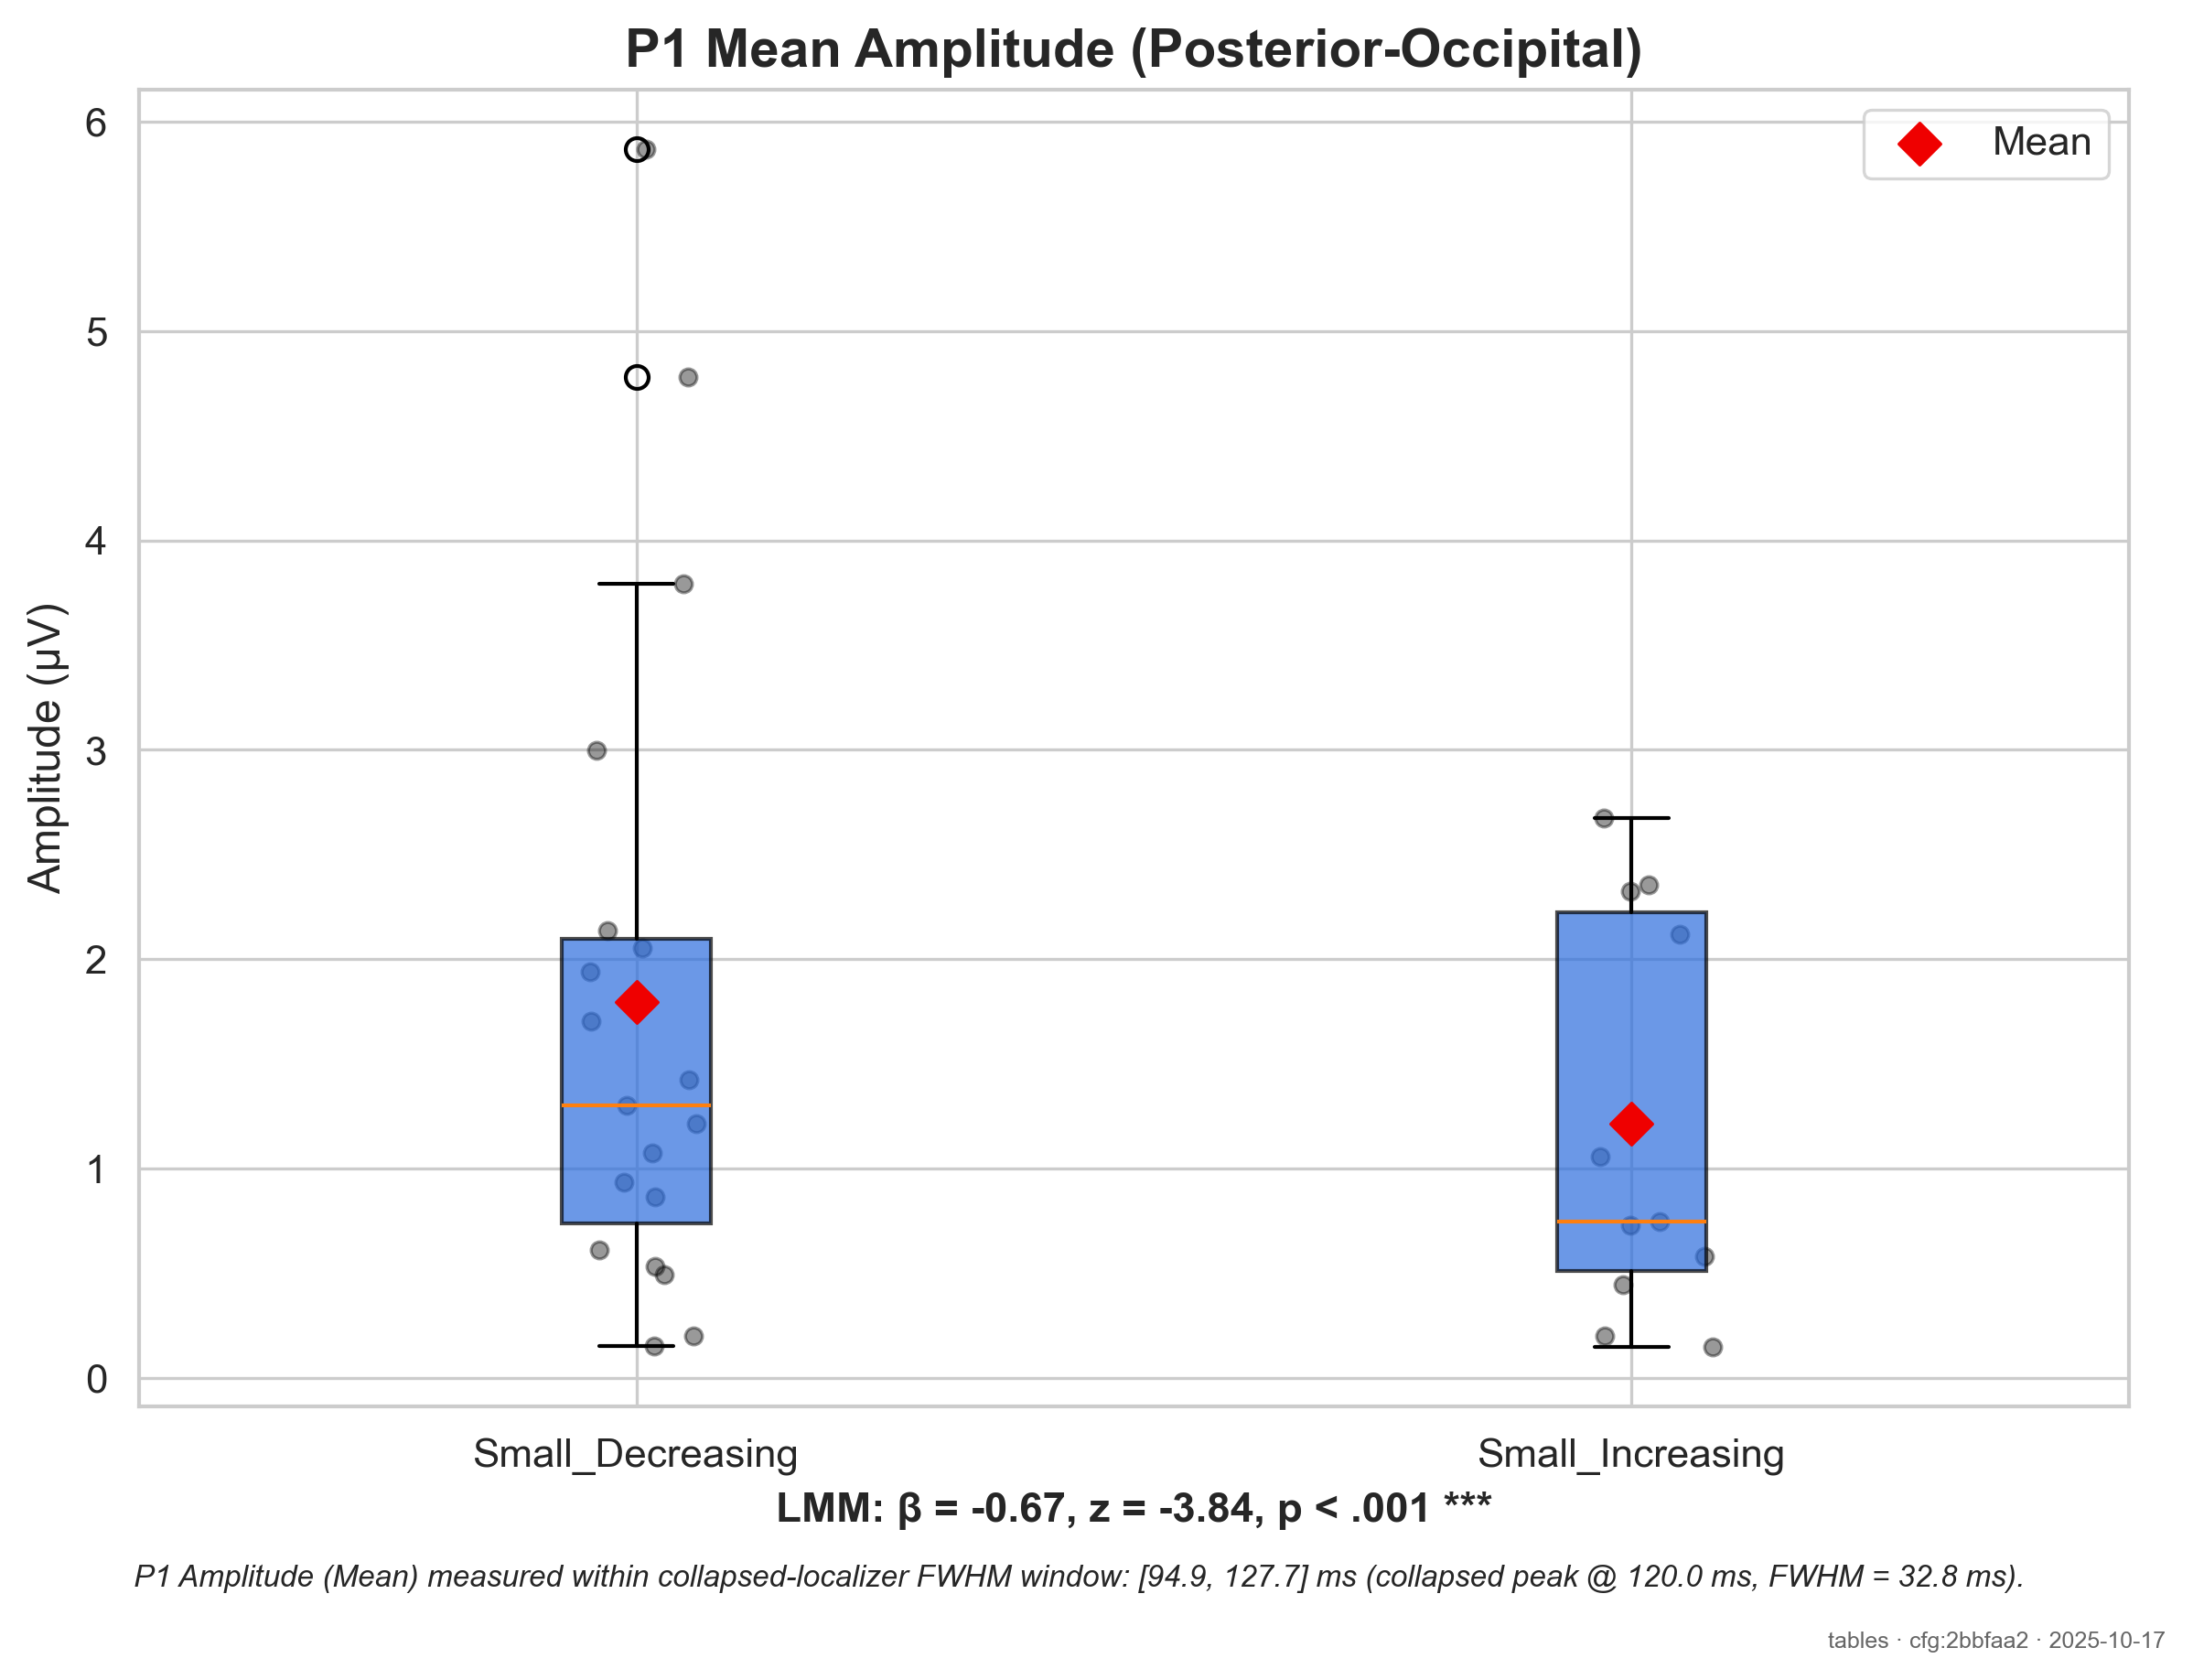 P1 Mean Amplitude (Posterior-Occipital)
Mean
Amplitude (μV)
6
5
4
3
2
1
0
Small_Decreasing
Small_Increasing
LMM: β = -0.67, z = -3.84, p < .001 ***
P1 Amplitude (Mean) measured within collapsed-localizer FWHM window: [94.9, 127.7] ms (collapsed peak @ 120.0 ms, FWHM = 32.8 ms).
tables · cfg:2bbfaa2 · 2025-10-17